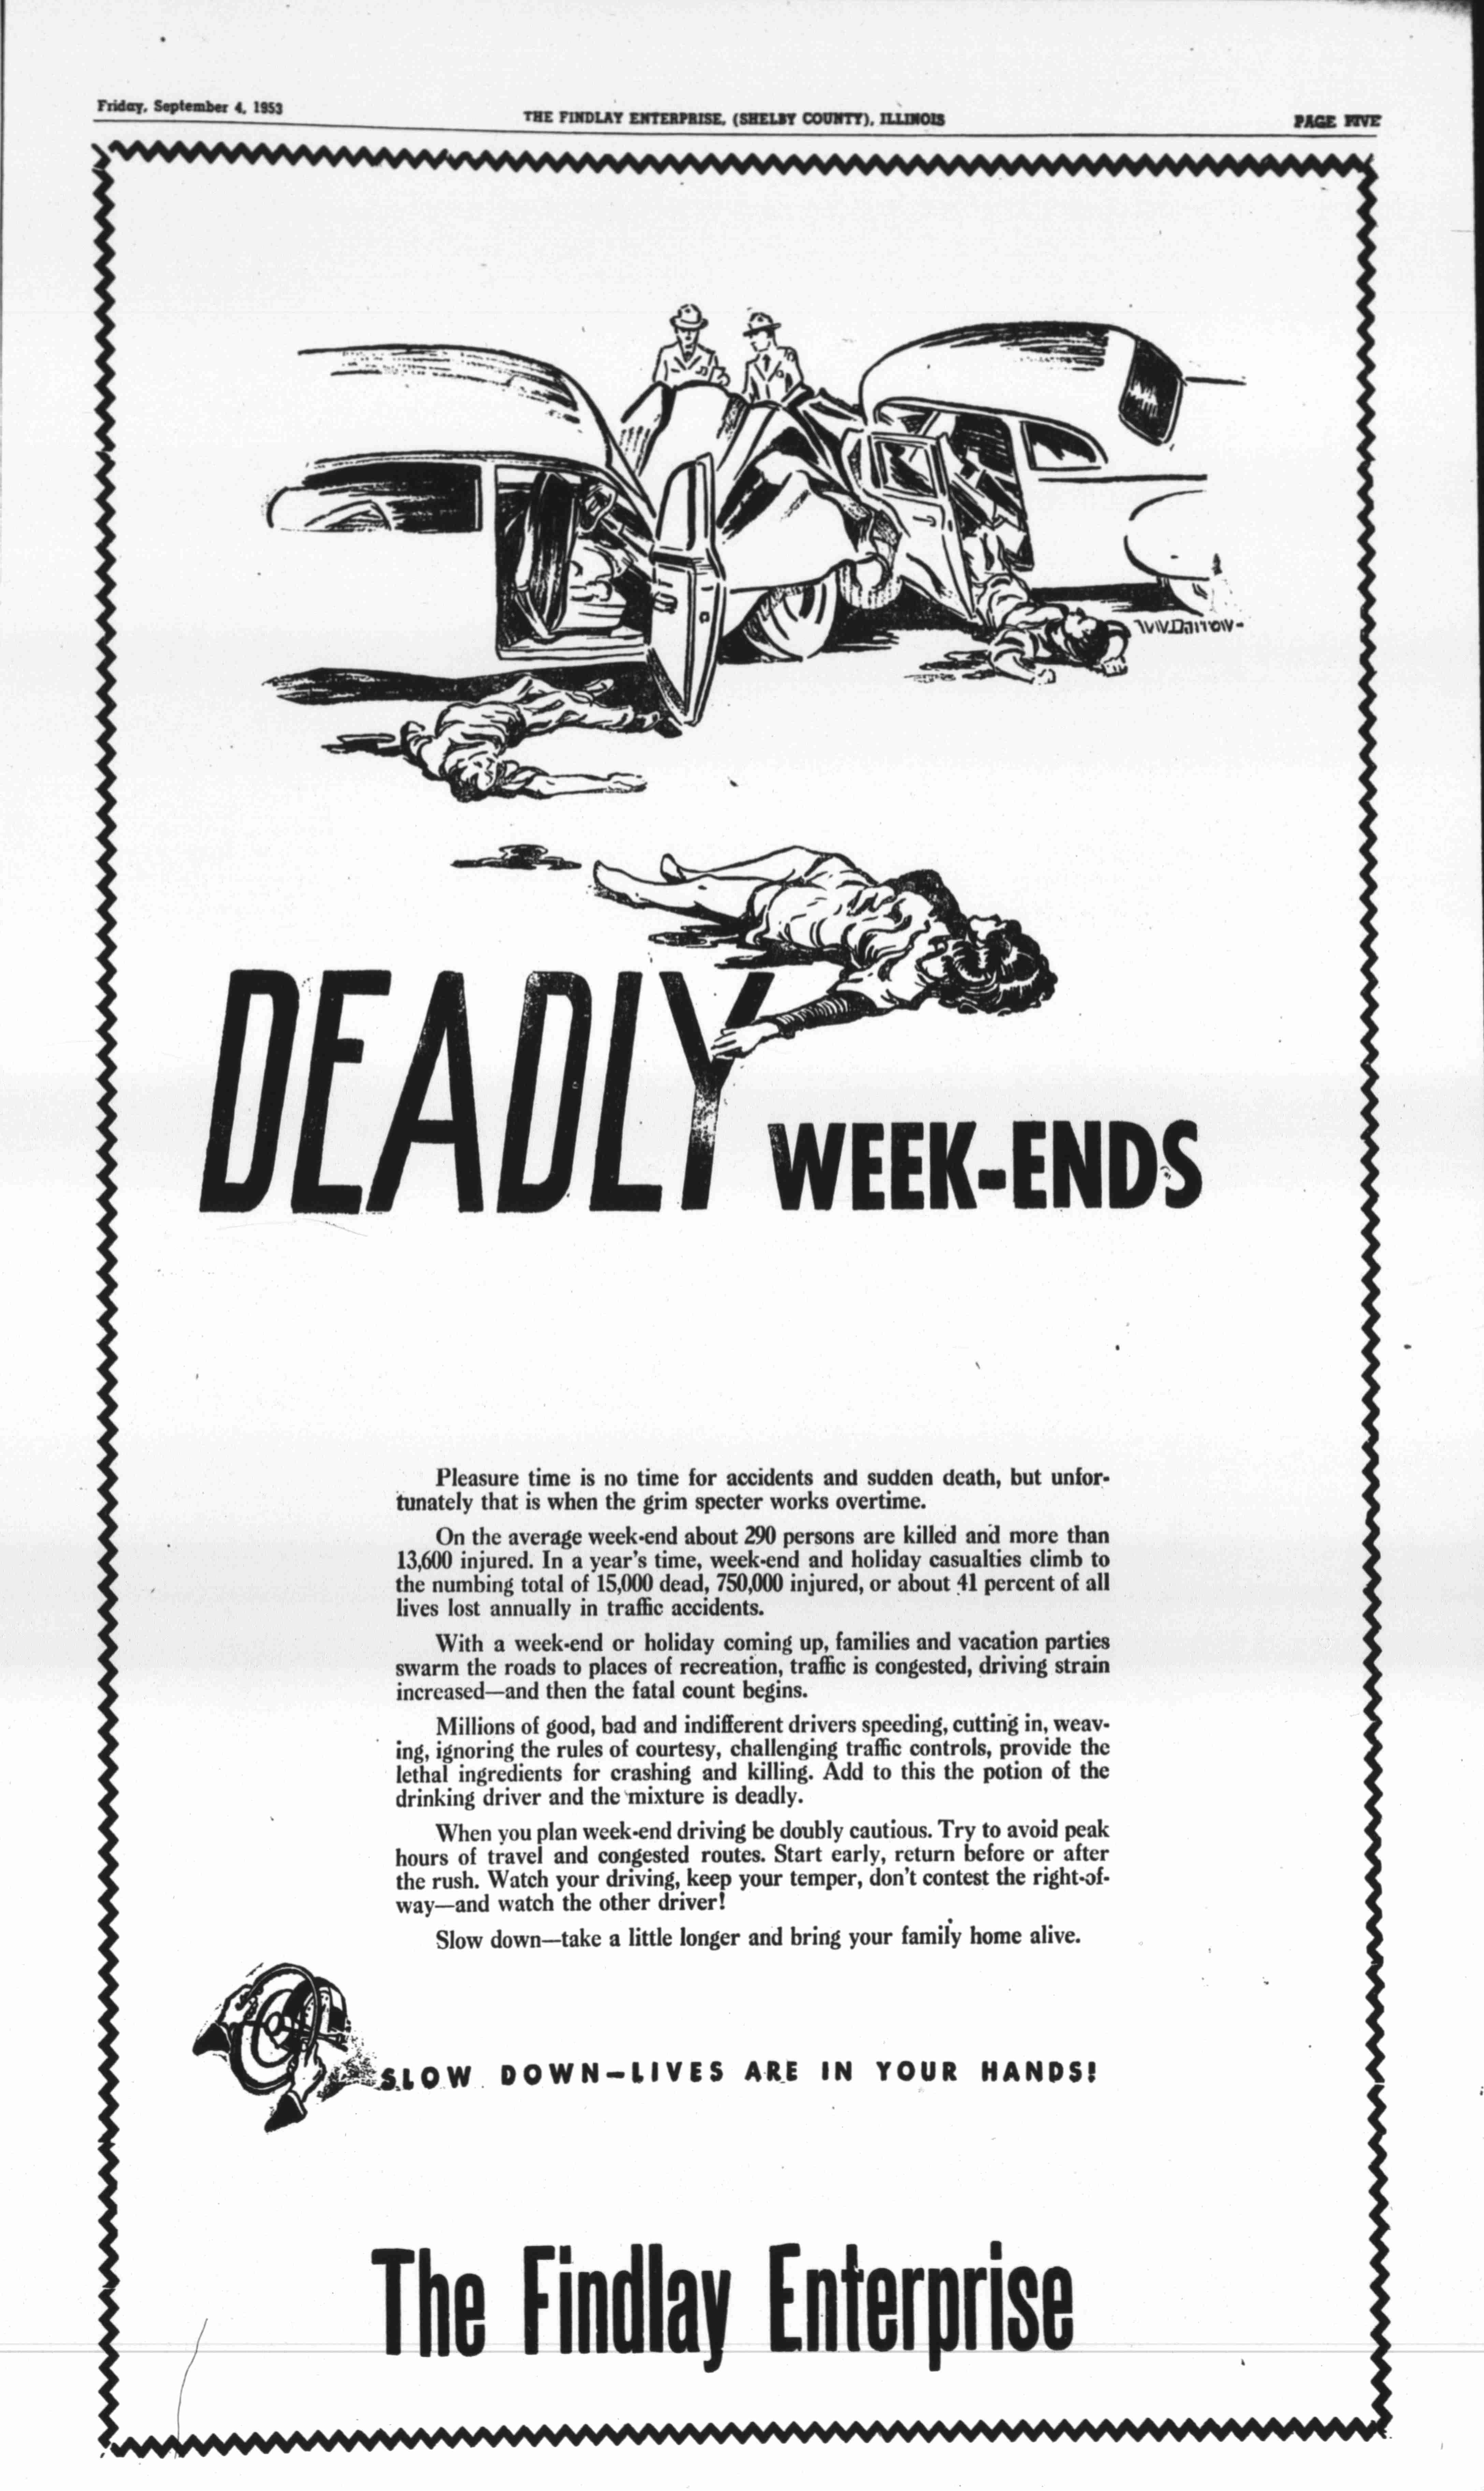 Friday, September 4, 1953
THE FINDLAY ENTERPRISE, (SHELBY COUNTY), ILLINOIS
PAGE FIVE
DEADLY WEEK-ENDS
Pleasure time is no time for accidents and sudden death, but unfor-
tunately that is when the grim specter works overtime.
On the average week-end about 290 persons are killed and more than
13,600 injured. In a year's time, week-end and holiday casualties climb to
the numbing total of 15,000 dead, 750,000 injured, or about 41 percent of all
lives lost annually in traffic accidents.
With a week-end or holiday coming up, families and vacation parties
swarm the roads to places of recreation, traffic is congested, driving strain
increased—and then the fatal count begins.
Millions of good, bad and indifferent drivers speeding, cutting in, weav-
ing, ignoring the rules of courtesy, challenging traffic controls, provide the
lethal ingredients for crashing and killing. Add to this the potion of the
drinking driver and the mixture is deadly.
When you plan week-end driving be doubly cautious. Try to avoid peak
hours of travel and congested routes. Start early, return before or after
the rush. Watch your driving, keep your temper, don't contest the right-of-
way—and watch the other driver!
Slow down—take a little longer and bring your family home alive.
SLOW DOWN—LIVES ARE IN YOUR HANDS!
The Findlay Enterprise